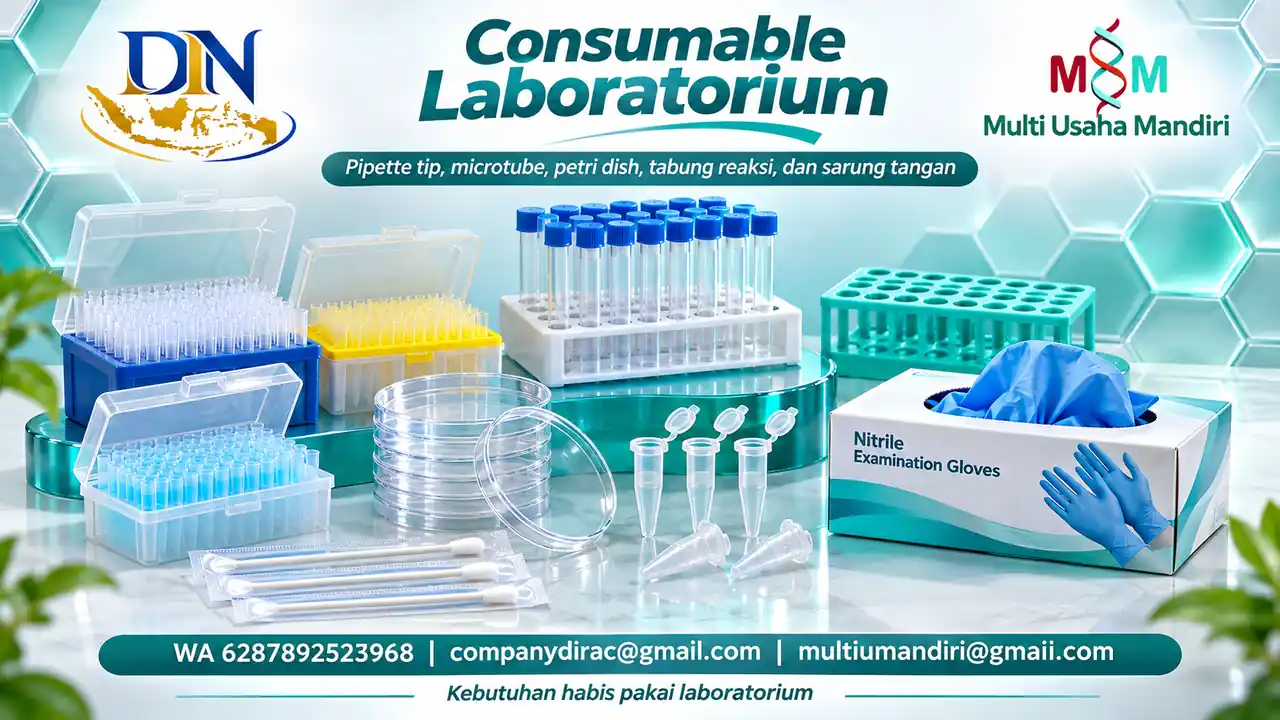 DN
Consumable
Laboratorium
MSM
Multi Usaha Mandiri
Pipette tip, microtube, petri dish, tabung reaksi, dan sarung tangan
Nitrile
Examination Gloves
WA 6287892523968 | companydirac@gmail.com | multiumandiri@gmaii.com
Kebutuhan habis pakai laboratorium